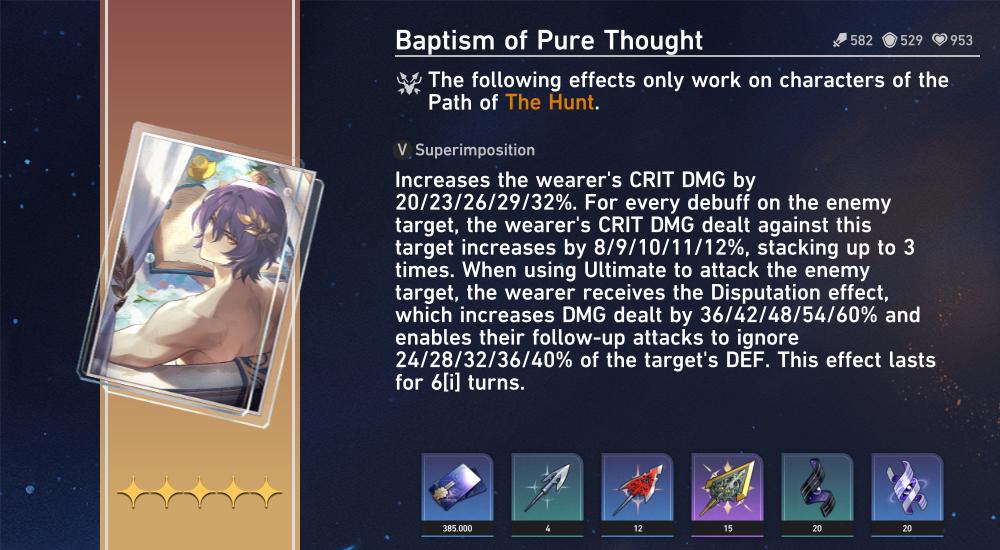 Baptism of Pure Thought
582 529 953
The following effects only work on characters of the
Path of The Hunt.
V Superimposition
Increases the wearer's CRIT DMG by
20/23/26/29/32%. For every debuff on the enemy
target, the wearer's CRIT DMG dealt against this
target increases by 8/9/10/11/12%, stacking up to 3
times. When using Ultimate to attack the enemy
target, the wearer receives the Disputation effect,
which increases DMG dealt by 36/42/48/54/60% and
enables their follow-up attacks to ignore
24/28/32/36/40% of the target's DEF. This effect lasts
for 6[i] turns.
385.000 4 12 15 20 20